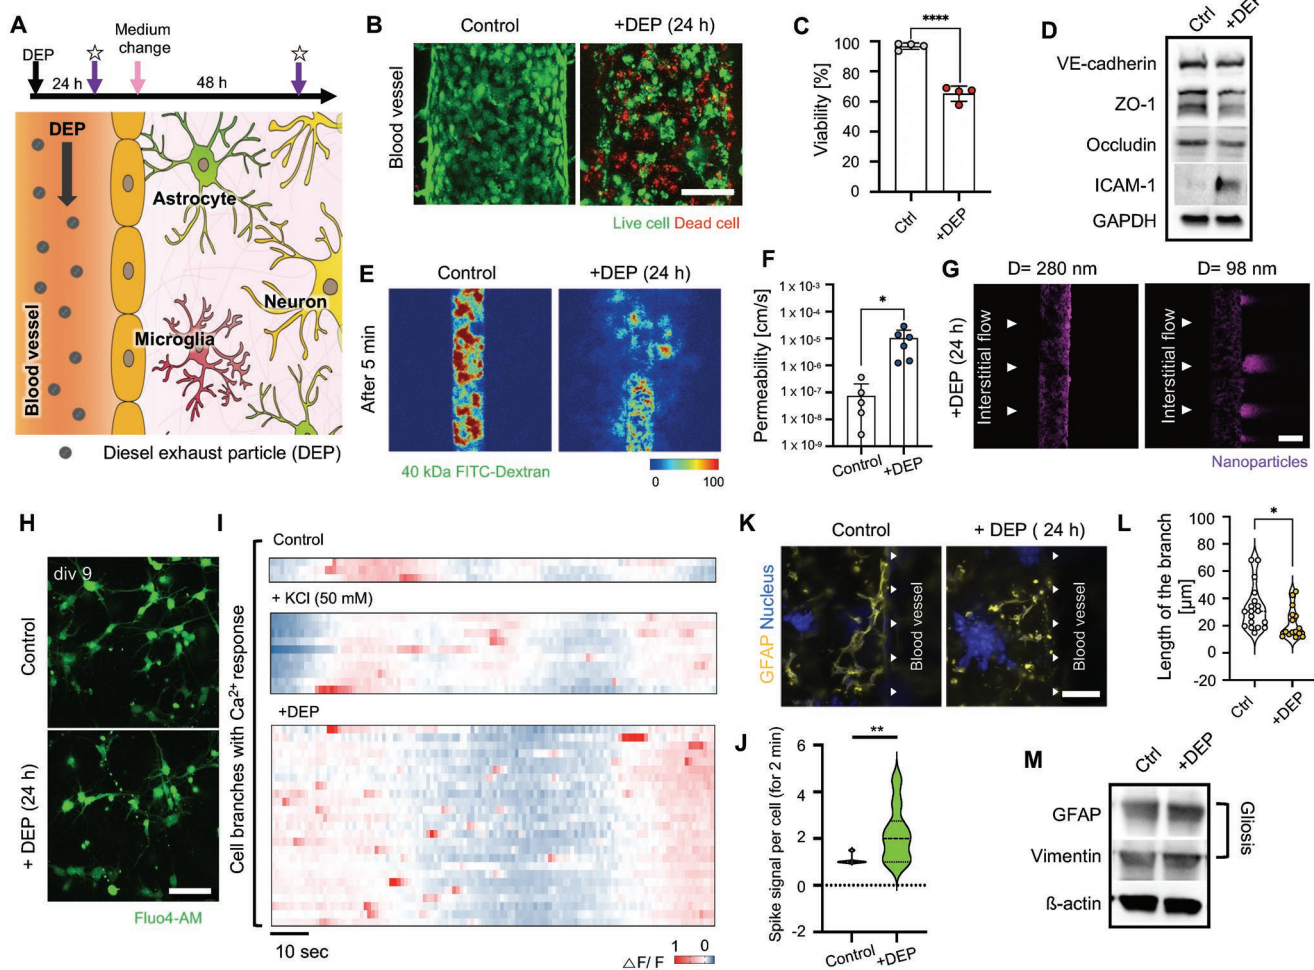 A
DEP
24 h
☆
Medium
change
48 h
☆
DEP
Blood vessel
Astrocyte
Neuron
Microglia
Diesel exhaust particle (DEP)
B
Control
+DEP (24 h)
Blood vessel
Live cell Dead cell
C
****
Viability [%]
100
80
60
40
20
0
Ctrl
+DEP
D
Ctrl
+DEP
VE-cadherin
ZO-1
Occludin
ICAM-1
GAPDH
E
Control
+DEP (24 h)
After 5 min
40 kDa FITC-Dextran
0
100
F
*
Permeability [cm/s]
1 x 10-3
1 x 10-4
1 x 10-5
1 x 10-6
1 x 10-7
1 x 10-8
1 x 10-9
Control
+DEP
G
D= 280 nm
D= 98 nm
+DEP (24 h)
Interstitial flow
Interstitial flow
Nanoparticles
H
div 9
Control
+ DEP (24 h)
Fluo4-AM
I
Cell branches with Ca2+ response
Control
+ KCl (50 mM)
+DEP
10 sec
△F/ F
1
0
K
Control
+ DEP ( 24 h)
GFAP Nucleus
Blood vessel
Blood vessel
L
*
Length of the branch
[µm]
100
80
60
40
20
0
-20
Ctrl
+DEP
J
**
Spike signal per cell (for 2 min)
6
4
2
0
-2
Control
+DEP
M
Ctrl
+DEP
GFAP
Vimentin
ß-actin
Gliosis